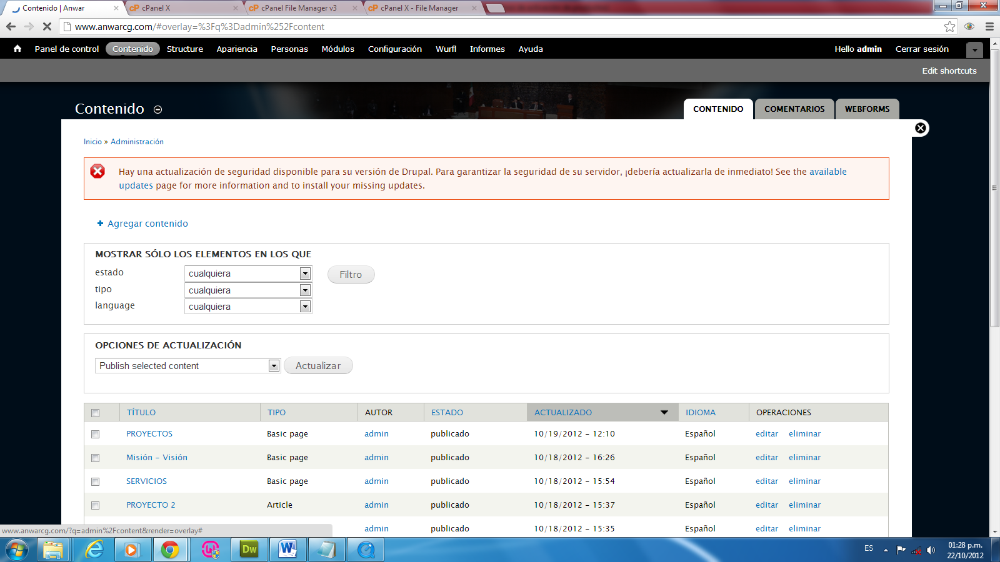 Contenido | Anwar
cPanel X
cPanel File Manager v3
cPanel X - File Manager
www.anwarcg.com/#overlay=%3Fq%3Dadmin%252Fcontent
Panel de control Contenido Structure Apariencia Personas Módulos Configuración Wurfl Informes Ayuda Hello admin Cerrar sesión
Edit shortcuts
Contenido
CONTENIDO COMENTARIOS WEBFORMS
Inicio » Administración
Hay una actualización de seguridad disponible para su versión de Drupal. Para garantizar la seguridad de su servidor, ¡debería actualizarla de inmediato! See the available
updates page for more information and to install your missing updates.
Agregar contenido
MOSTRAR SÓLO LOS ELEMENTOS EN LOS QUE
estado cualquiera Filtro
tipo cualquiera
language cualquiera
OPCIONES DE ACTUALIZACIÓN
Publish selected content Actualizar
TÍTULO TIPO AUTOR ESTADO ACTUALIZADO IDIOMA OPERACIONES
PROYECTOS Basic page admin publicado 10/19/2012 - 12:10 Español editar eliminar
Misión - Visión Basic page admin publicado 10/18/2012 - 16:26 Español editar eliminar
SERVICIOS Basic page admin publicado 10/18/2012 - 15:54 Español editar eliminar
PROYECTO 2 Article admin publicado 10/18/2012 - 15:37 Español editar eliminar
admin publicado 10/18/2012 - 15:35 Español editar eliminar
www.anwarcg.com/?q=admin%2Fcontent&render=overlay#
Dw
W
ES
01:28 p.m.
22/10/2012